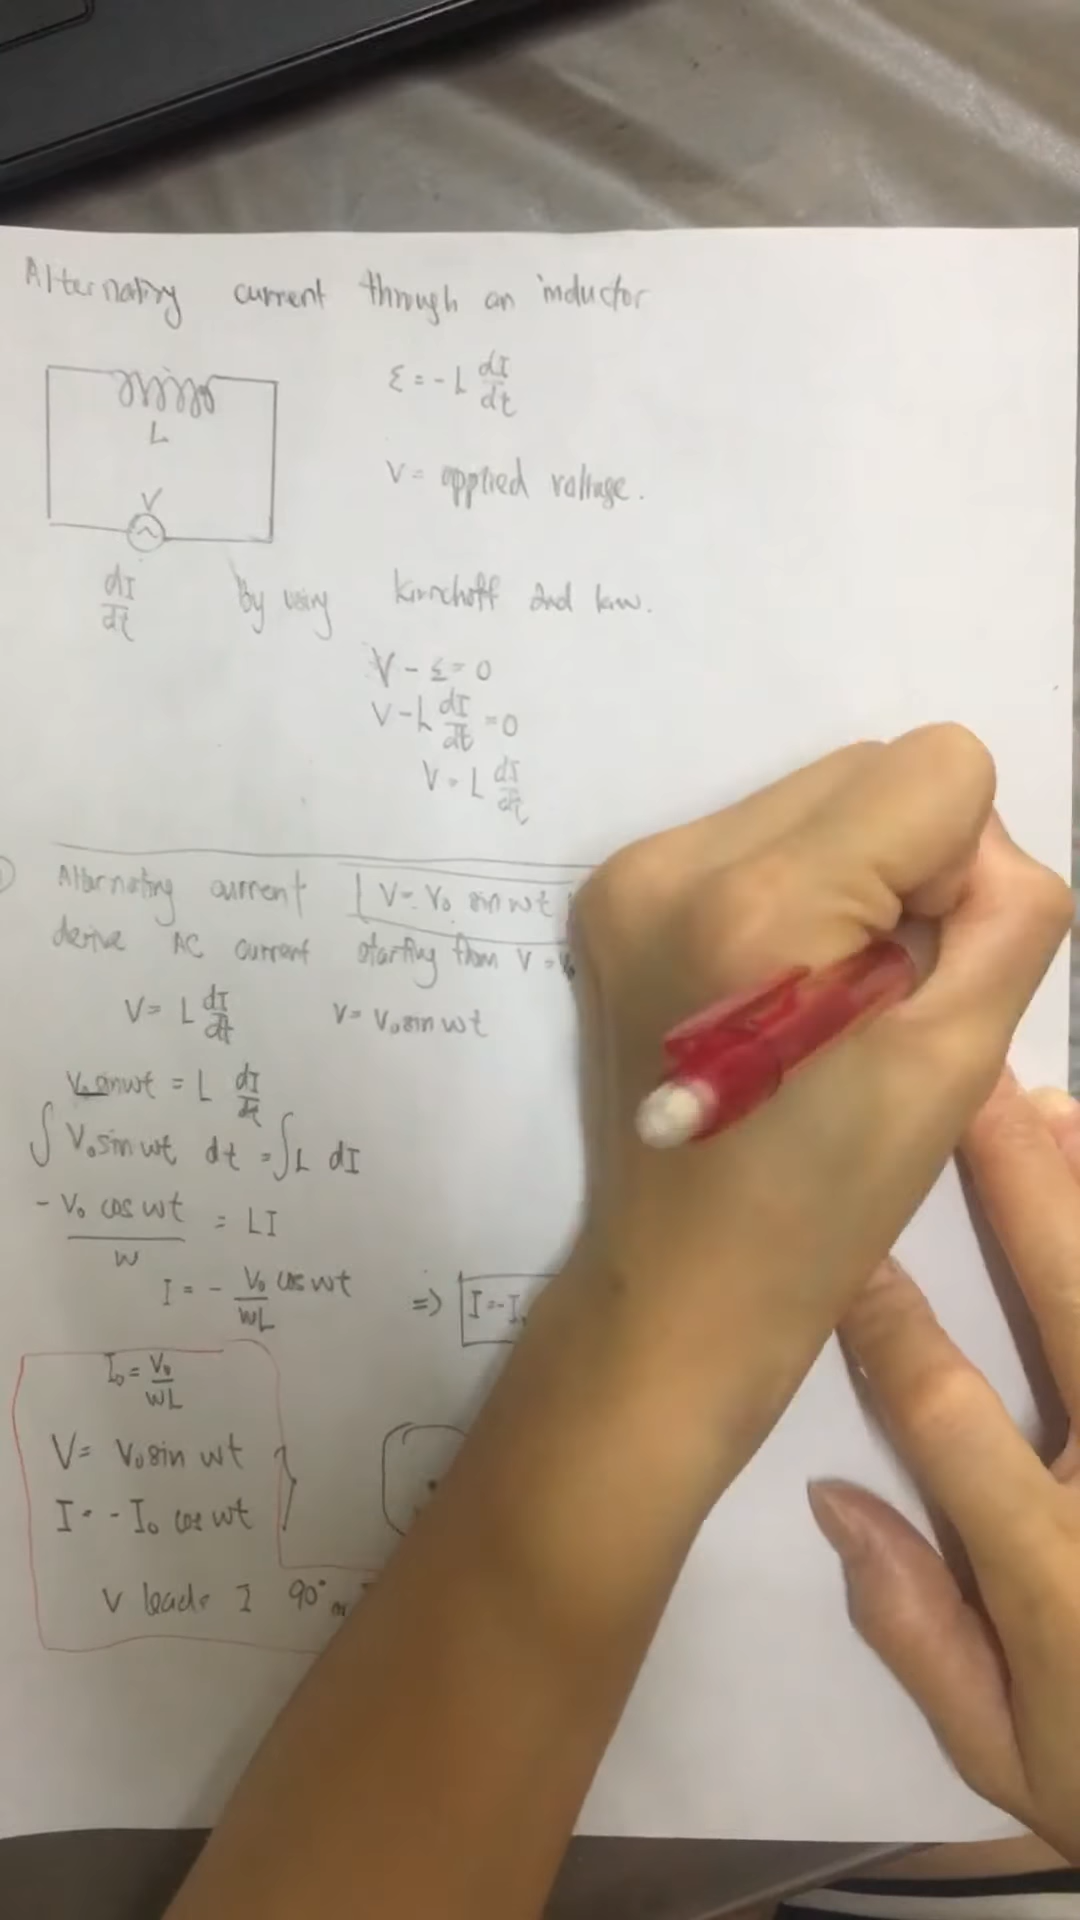 Alternating current through an inductor
L
V
ε = - L dI/dt
V = applied voltage.
dI/dt
By using Kirrchoff 2nd law.
V - ε = 0
V - L dI/dt = 0
V = L dI/dt
Alternating current V = V₀ sin wt
derive AC current starting from V =
V = L dI/dt V = V₀ sin wt
V₀ sin wt = L dI/dt
∫ V₀ sin wt dt = ∫ L dI
- V₀ cos wt / w = LI
I = - V₀/wL cos wt => I = - I₀
I₀ = V₀/wL
V = V₀ sin wt
I = - I₀ cos wt
V leads I 90°